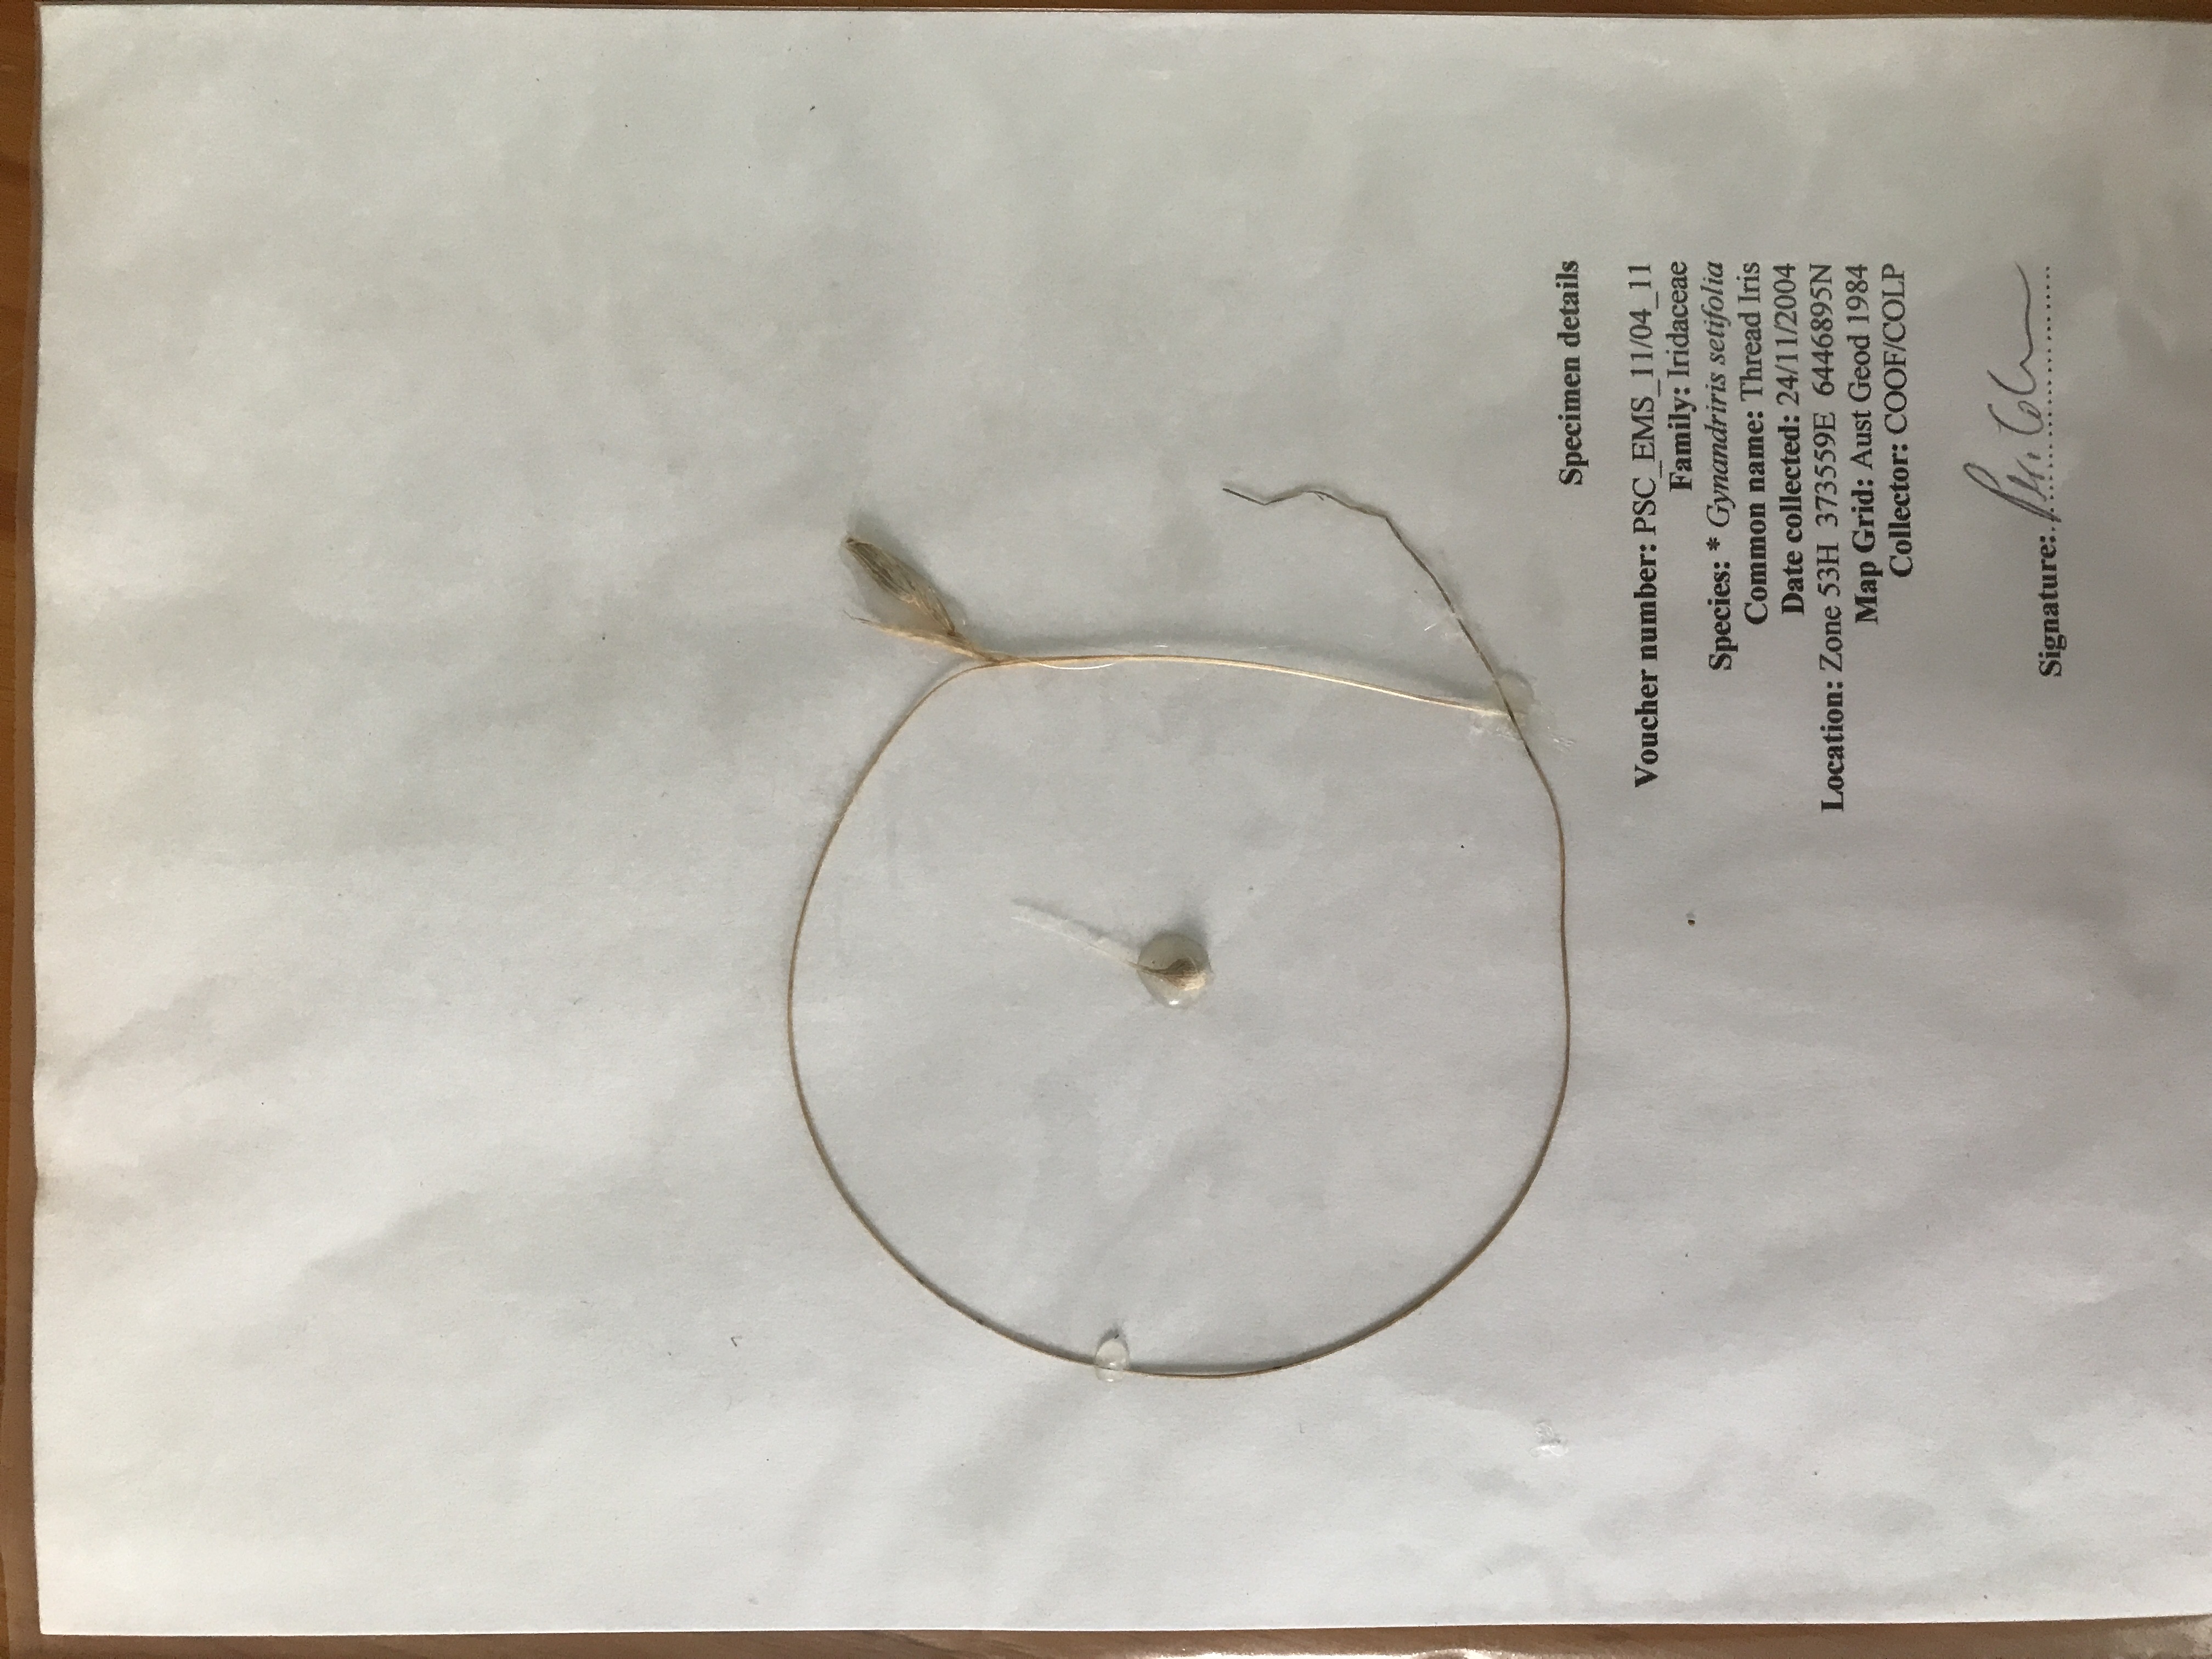 Specimen details
Voucher number: PSC_EMS_11/04_11
Family: Iridaceae
Species: * Gynandriris setifolia
Common name: Thread Iris
Date collected: 24/11/2004
Location: Zone 53H 373559E 6446895N
Map Grid: Aust Geod 1984
Collector: COOF/COLP
Signature: